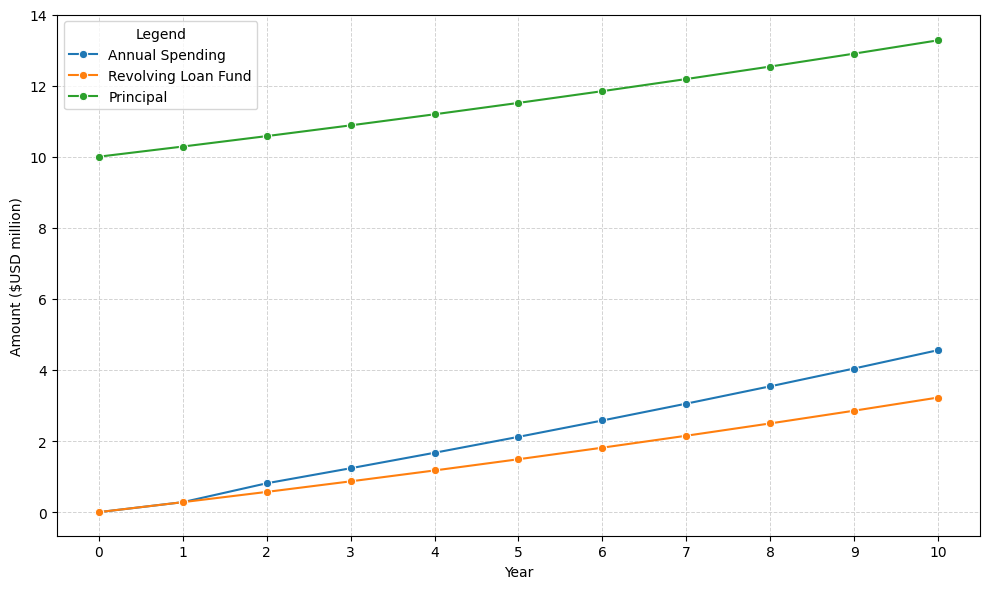 Legend
Annual Spending
Revolving Loan Fund
Principal
Amount ($USD million)
14
12
10
8
6
4
2
0
0 1 2 3 4 5 6 7 8 9 10
Year